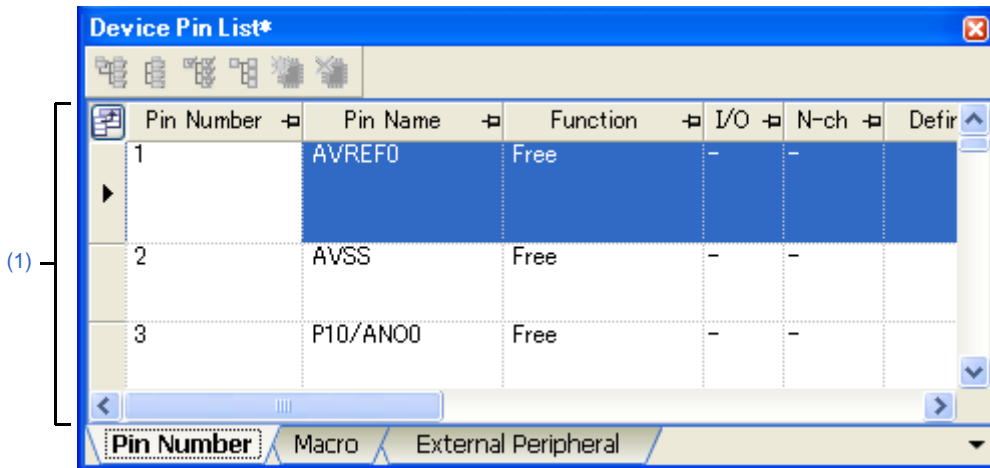 Device Pin List*
Pin Number Pin Name Function I/O N-ch Defir
1 AVREF0 Free - -
(1)
2 AVSS Free - -
3 P10/ANO0 Free - -
Pin Number Macro External Peripheral